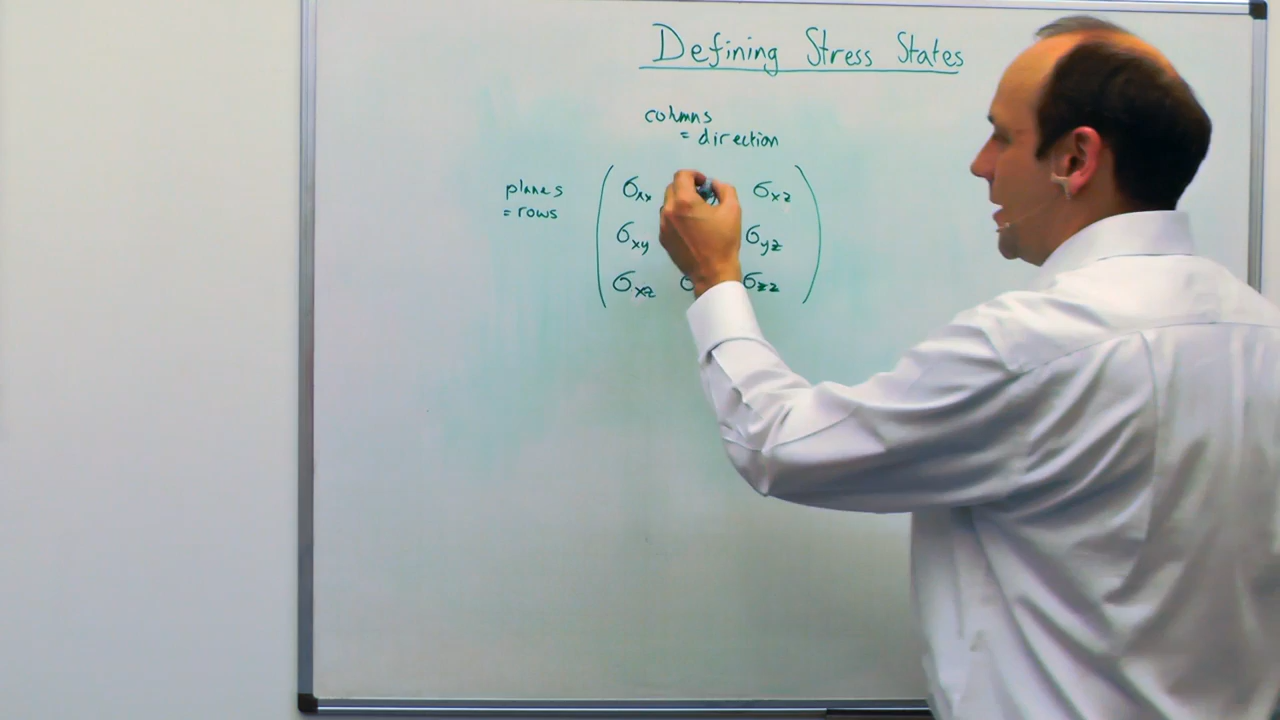 Defining Stress States
columns
= direction
planes
= rows
σxx σxz
σxy σyz
σxz σzz